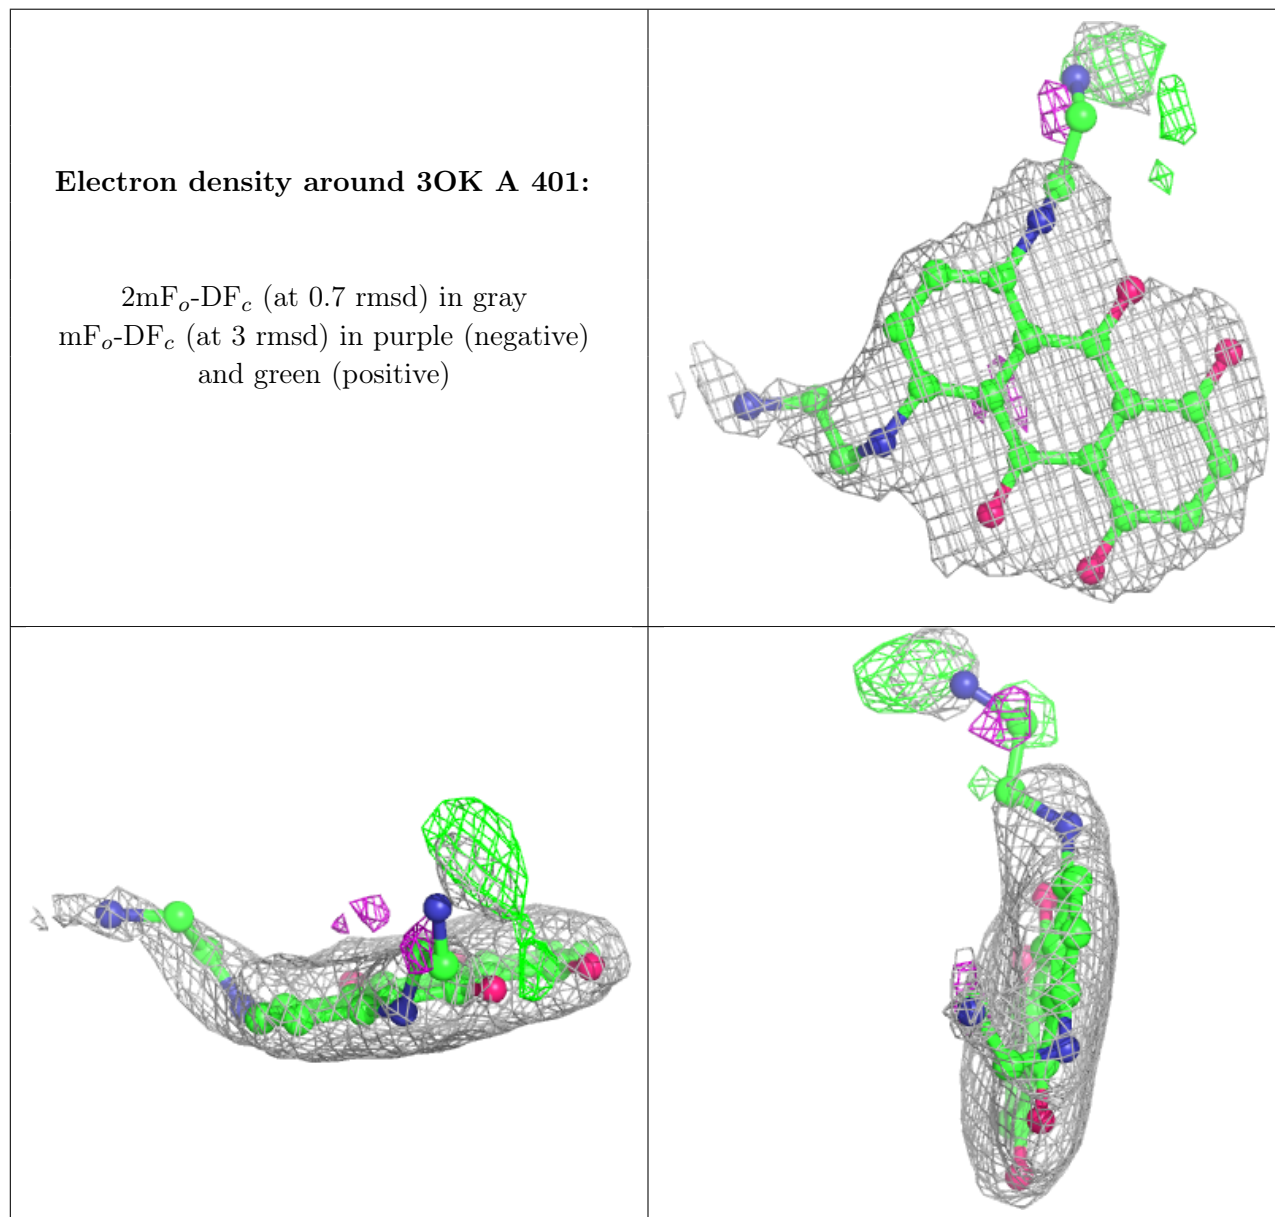 Electron density around 3OK A 401:
2mFo-DFc (at 0.7 rmsd) in gray
mFo-DFc (at 3 rmsd) in purple (negative)
and green (positive)